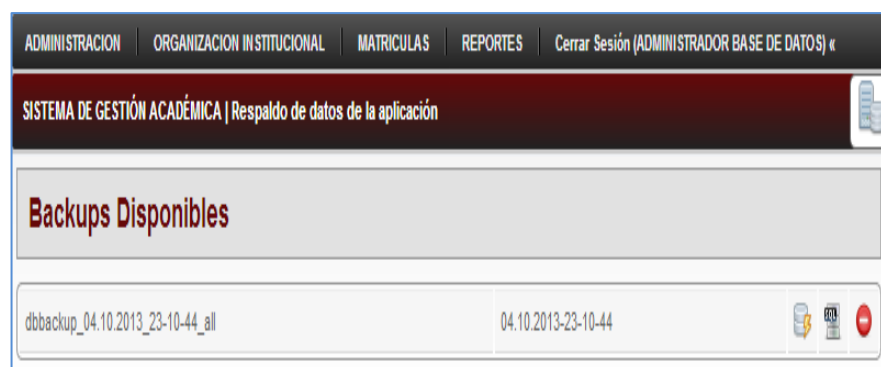 ADMINISTRACION ORGANIZACION INSTITUCIONAL MATRICULAS REPORTES Cerrar Sesión (ADMINISTRADOR BASE DE DATOS) «
SISTEMA DE GESTIÓN ACADÉMICA | Respaldo de datos de la aplicación
Backups Disponibles
dbbackup_04.10.2013_23-10-44_all 04.10.2013-23-10-44 SQL